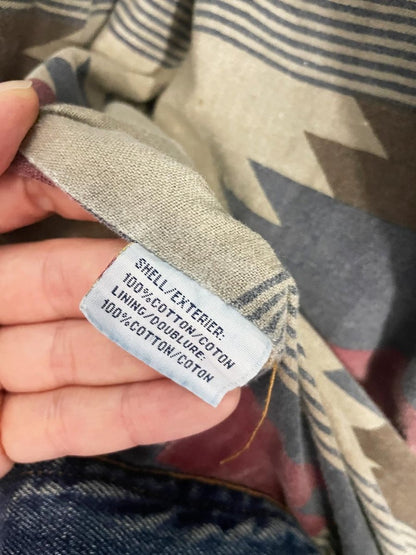 SHELL/EXTERIER:
100%COTTON/COTON
LINING/DOUBLURE:
100%COTTON/COTON